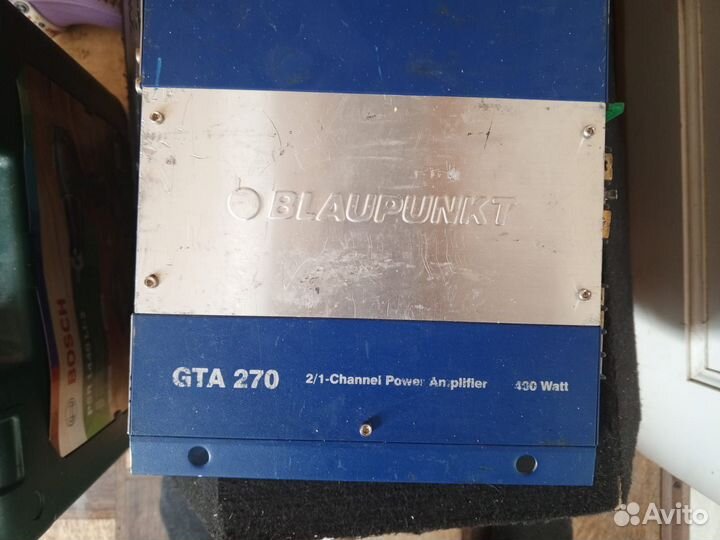 BLAUPUNKT
GTA 270 2/1-Channel Power Amplifier 400 Watt
BOSCH
Avito